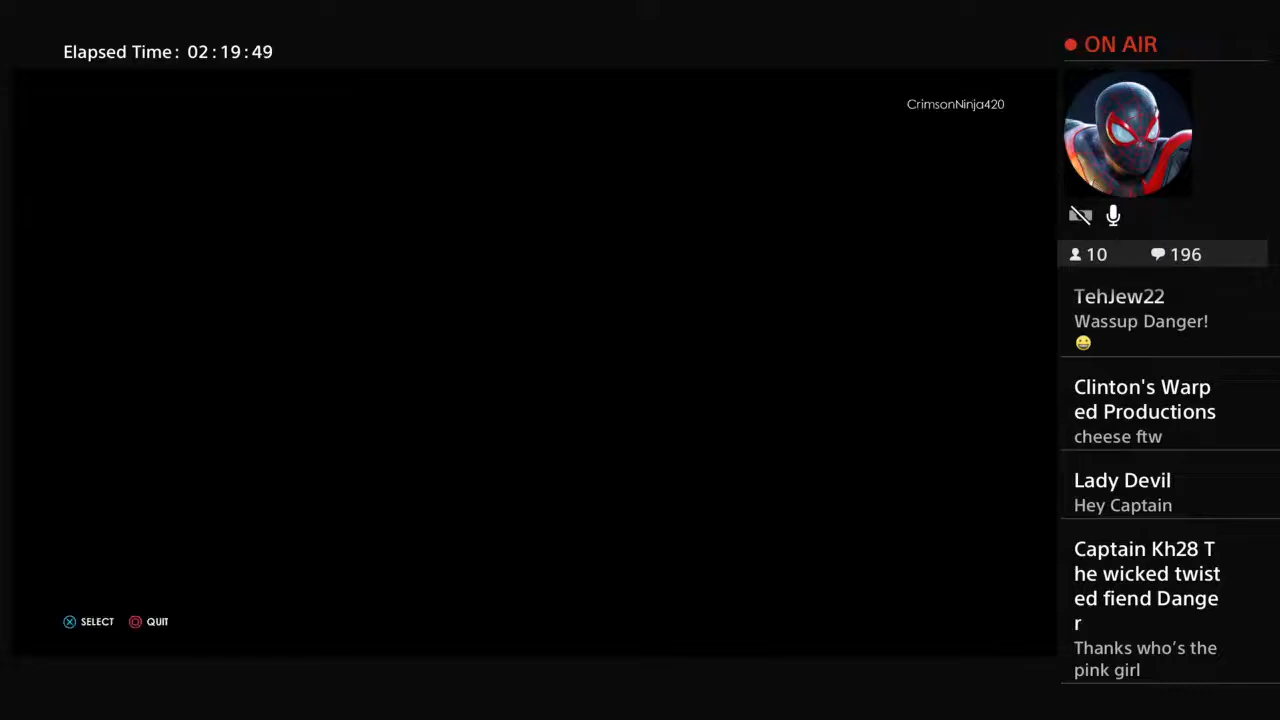 Elapsed Time: 02:19:49
ON AIR
CrimsonNinja420
10 196
TehJew22
Wassup Danger!
😀
Clinton's Warp
ed Productions
cheese ftw
Lady Devil
Hey Captain
Captain Kh28 T
he wicked twist
ed fiend Dange
r
Thanks who's the
pink girl
SELECT QUIT